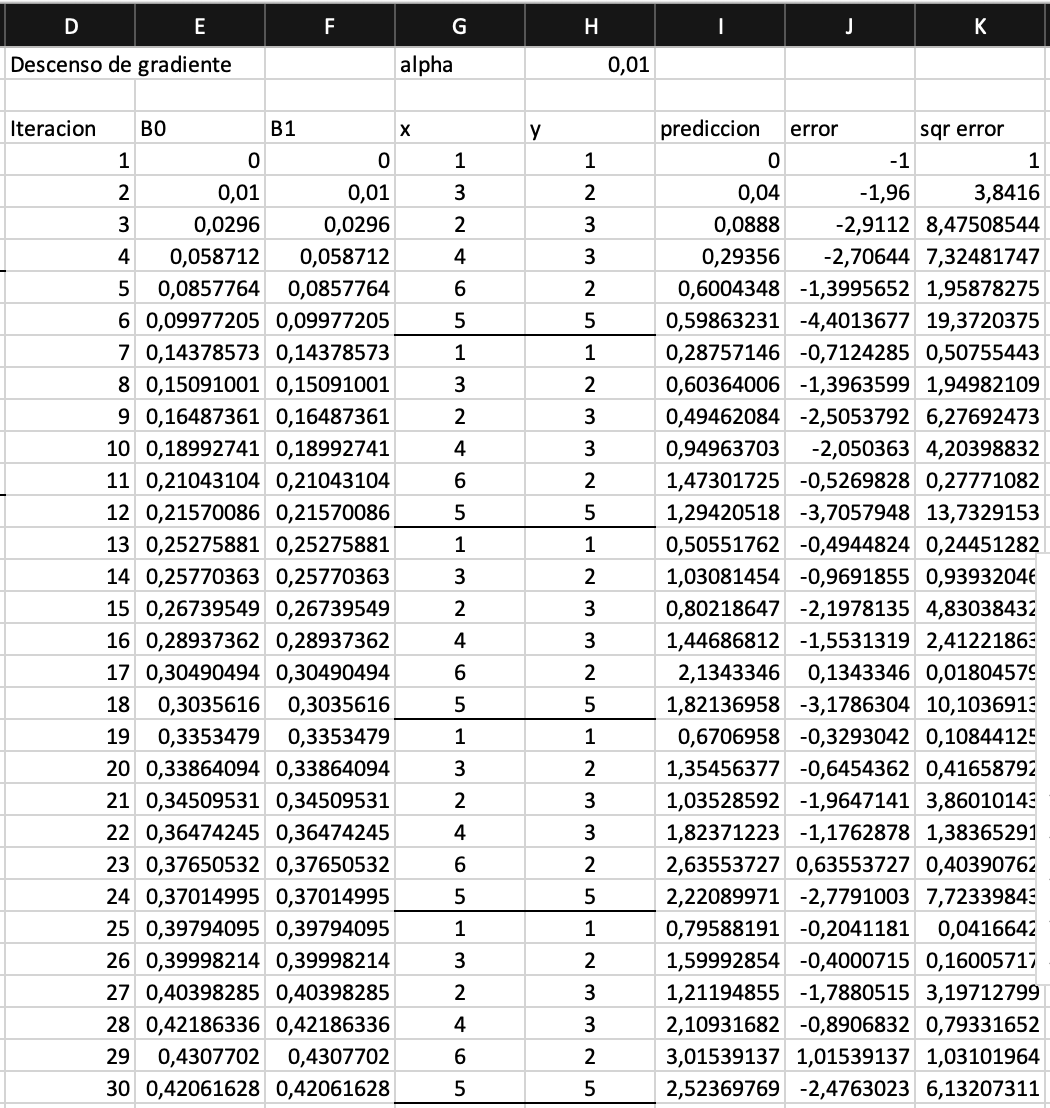 D E F G H I J K
Descenso de gradiente alpha 0,01
Iteracion B0 B1 x y prediccion error sqr error
1 0 0 1 1 0 -1 1
2 0,01 0,01 3 2 0,04 -1,96 3,8416
3 0,0296 0,0296 2 3 0,0888 -2,9112 8,47508544
4 0,058712 0,058712 4 3 0,29356 -2,70644 7,32481747
5 0,0857764 0,0857764 6 2 0,6004348 -1,3995652 1,95878275
6 0,09977205 0,09977205 5 5 0,59863231 -4,4013677 19,3720375
7 0,14378573 0,14378573 1 1 0,28757146 -0,7124285 0,50755443
8 0,15091001 0,15091001 3 2 0,60364006 -1,3963599 1,94982109
9 0,16487361 0,16487361 2 3 0,49462084 -2,5053792 6,27692473
10 0,18992741 0,18992741 4 3 0,94963703 -2,050363 4,20398832
11 0,21043104 0,21043104 6 2 1,47301725 -0,5269828 0,27771082
12 0,21570086 0,21570086 5 5 1,29420518 -3,7057948 13,7329153
13 0,25275881 0,25275881 1 1 0,50551762 -0,4944824 0,24451282
14 0,25770363 0,25770363 3 2 1,03081454 -0,9691855 0,93932046
15 0,26739549 0,26739549 2 3 0,80218647 -2,1978135 4,83038432
16 0,28937362 0,28937362 4 3 1,44686812 -1,5531319 2,41221863
17 0,30490494 0,30490494 6 2 2,1343346 0,1343346 0,01804579
18 0,3035616 0,3035616 5 5 1,82136958 -3,1786304 10,1036913
19 0,3353479 0,3353479 1 1 0,6706958 -0,3293042 0,10844125
20 0,33864094 0,33864094 3 2 1,35456377 -0,6454362 0,41658792
21 0,34509531 0,34509531 2 3 1,03528592 -1,9647141 3,86010143
22 0,36474245 0,36474245 4 3 1,82371223 -1,1762878 1,38365291
23 0,37650532 0,37650532 6 2 2,63553727 0,63553727 0,40390762
24 0,37014995 0,37014995 5 5 2,22089971 -2,7791003 7,72339843
25 0,39794095 0,39794095 1 1 0,79588191 -0,2041181 0,0416642
26 0,39998214 0,39998214 3 2 1,59992854 -0,4000715 0,16005717
27 0,40398285 0,40398285 2 3 1,21194855 -1,7880515 3,19712799
28 0,42186336 0,42186336 4 3 2,10931682 -0,8906832 0,79331652
29 0,4307702 0,4307702 6 2 3,01539137 1,01539137 1,03101964
30 0,42061628 0,42061628 5 5 2,52369769 -2,4763023 6,13207311